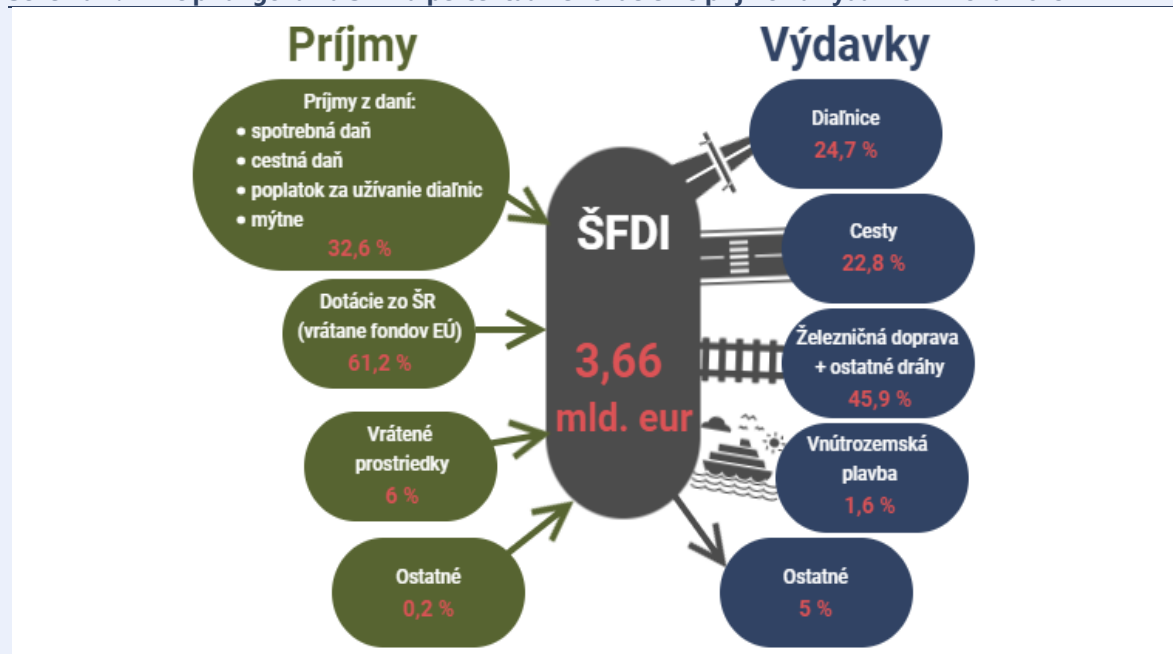 Príjmy
Príjmy z daní:
• spotrebná daň
• cestná daň
• poplatok za užívanie diaľnic
• mýtne
32,6 %
Dotácie zo ŠR
(vrátane fondov EÚ)
61,2 %
Vrátené
prostriedky
6 %
Ostatné
0,2 %
ŠFDI
3,66
mld. eur
Výdavky
Diaľnice
24,7 %
Cesty
22,8 %
Železničná doprava
+ ostatné dráhy
45,9 %
Vnútrozemská
plavba
1,6 %
Ostatné
5 %